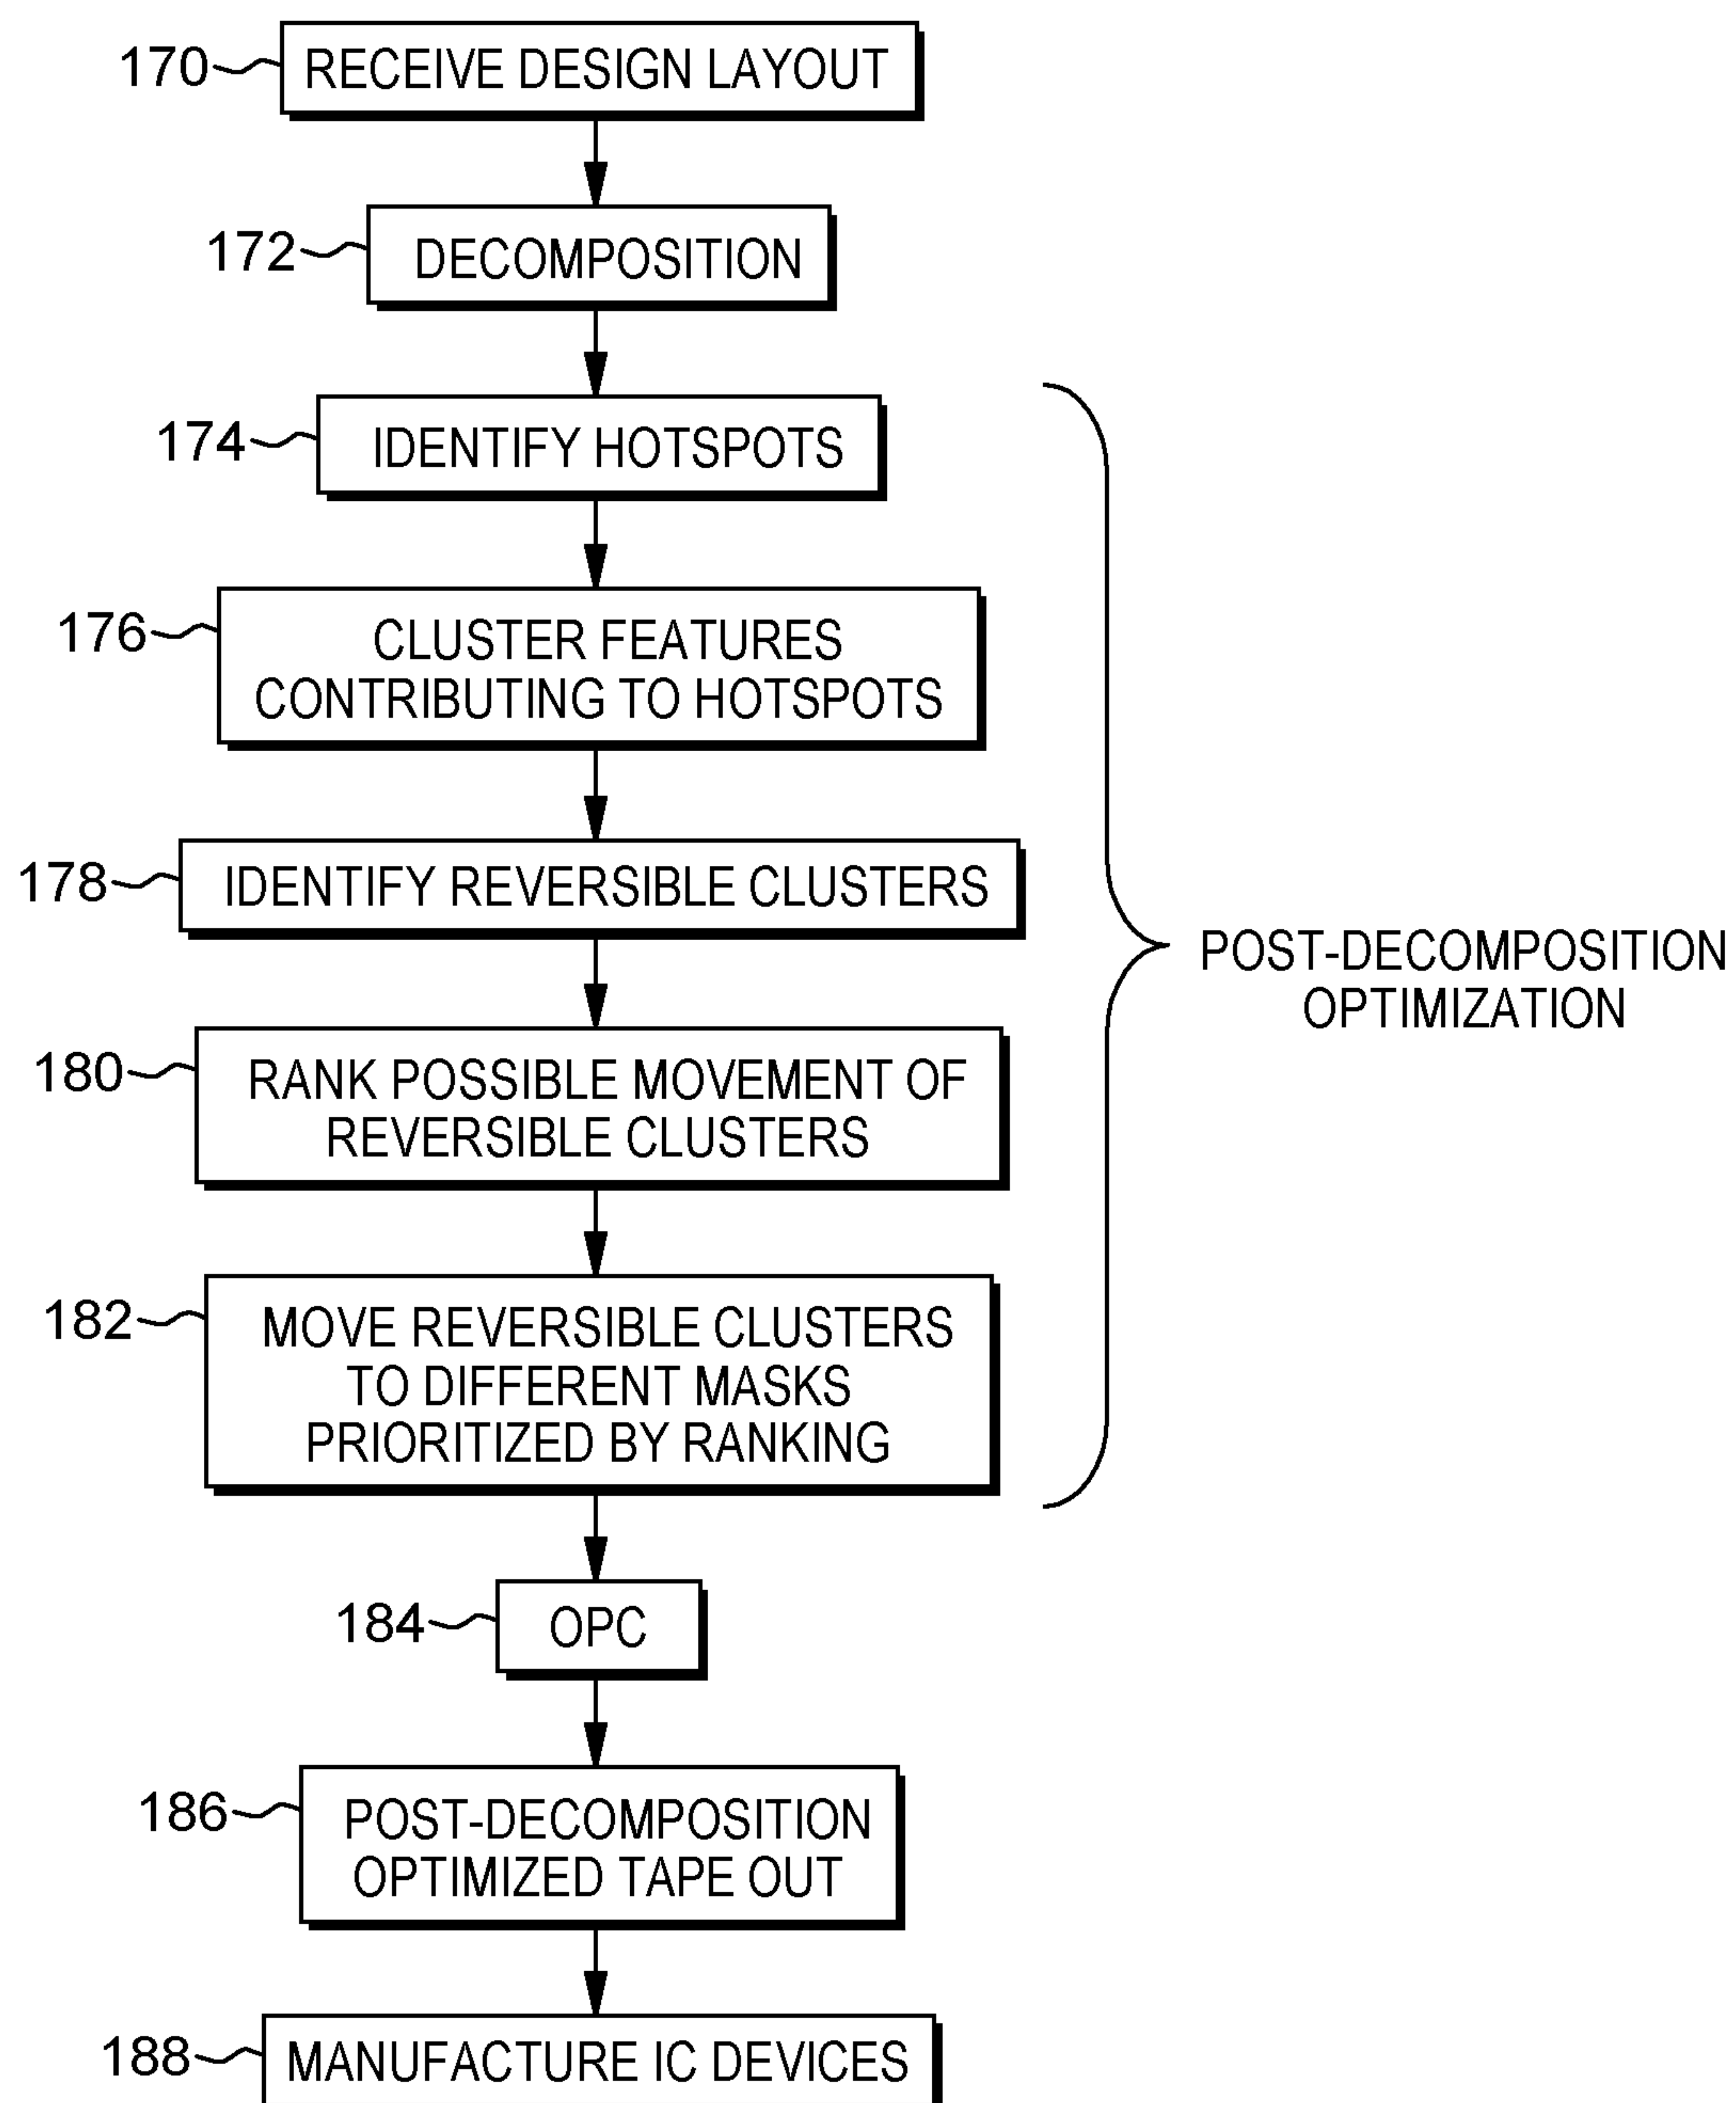 170 RECEIVE DESIGN LAYOUT
172 DECOMPOSITION
174 IDENTIFY HOTSPOTS
176 CLUSTER FEATURES
CONTRIBUTING TO HOTSPOTS
178 IDENTIFY REVERSIBLE CLUSTERS
POST-DECOMPOSITION
OPTIMIZATION
180 RANK POSSIBLE MOVEMENT OF
REVERSIBLE CLUSTERS
182 MOVE REVERSIBLE CLUSTERS
TO DIFFERENT MASKS
PRIORITIZED BY RANKING
184 OPC
186 POST-DECOMPOSITION
OPTIMIZED TAPE OUT
188 MANUFACTURE IC DEVICES